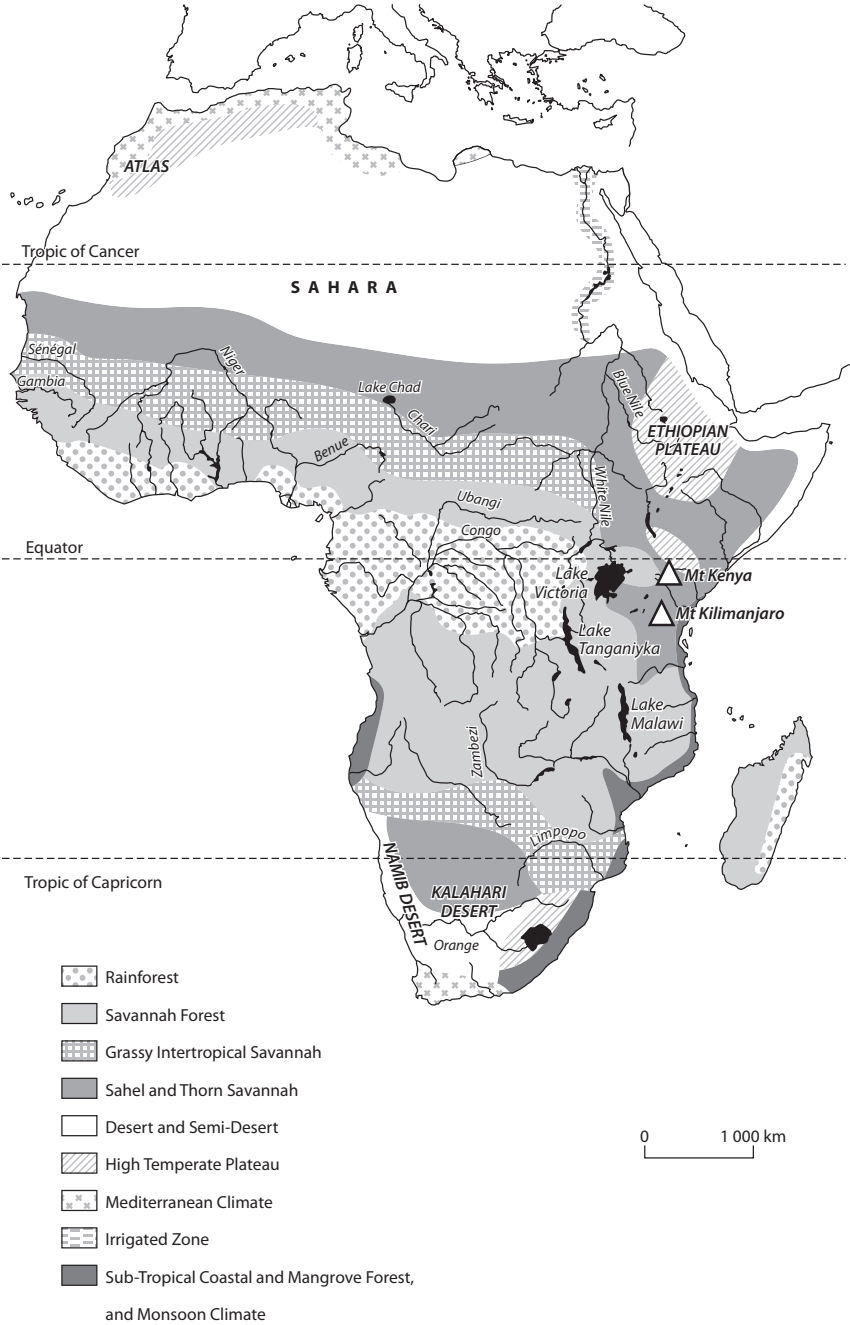 ATLAS
Tropic of Cancer
SAHARA
Sénégal
Gambia
Niger
Lake Chad
Chari
Benue
Blue Nile
ETHIOPIAN
PLATEAU
White Nile
Ubangi
Congo
Equator
Lake
Victoria
Mt Kenya
Mt Kilimanjaro
Lake
Tanganiyka
Lake
Malawi
Zambezi
Limpopo
Tropic of Capricorn
NAMIB DESERT
KALAHARI
DESERT
Orange
Rainforest
Savannah Forest
Grassy Intertropical Savannah
Sahel and Thorn Savannah
Desert and Semi-Desert
High Temperate Plateau
Mediterranean Climate
Irrigated Zone
Sub-Tropical Coastal and Mangrove Forest,
and Monsoon Climate
0 1 000 km